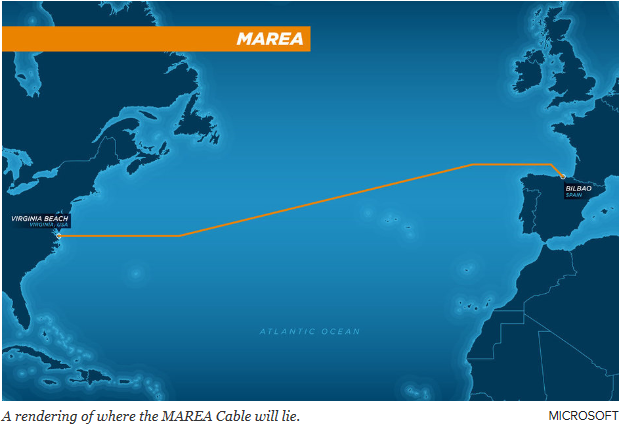 MAREA
VIRGINIA BEACH
VIRGINIA, USA
BILBAO
SPAIN
ATLANTIC OCEAN
A rendering of where the MAREA Cable will lie.
MICROSOFT